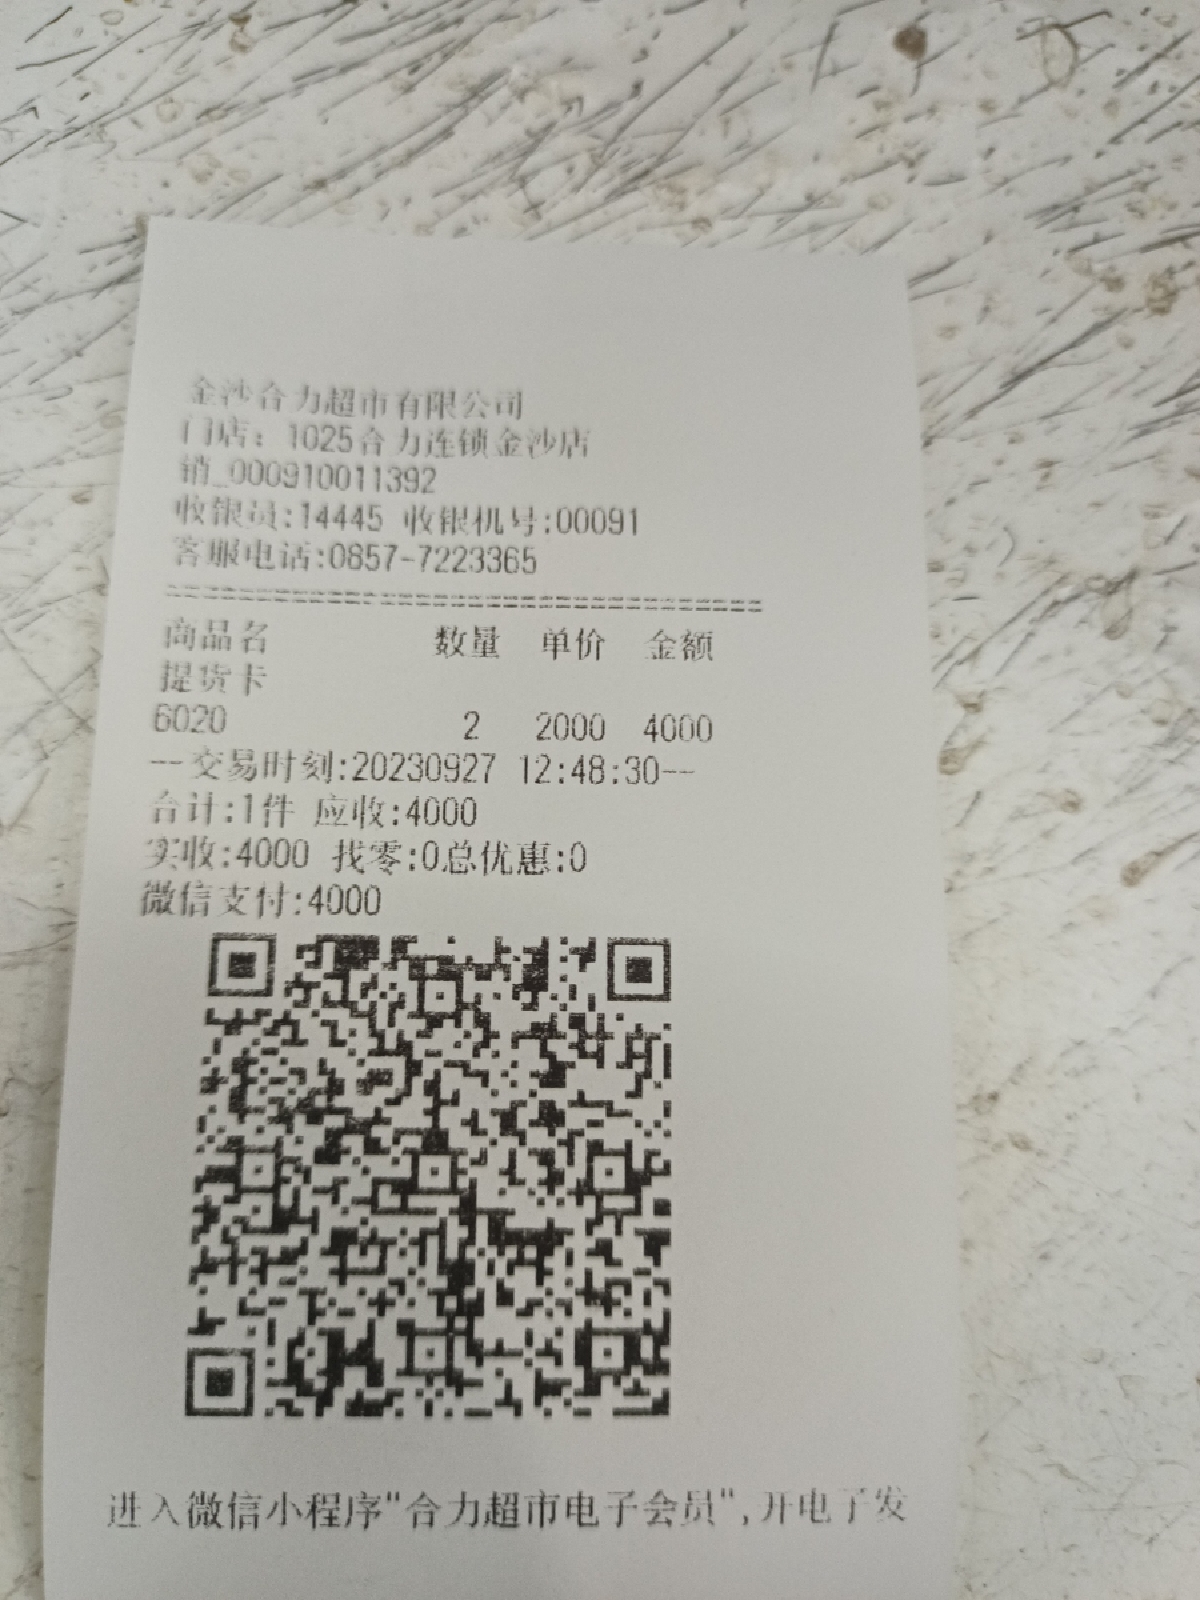 金沙合力超市有限公司
门店：1025合力连锁金沙店
销_000910011392
收银员:14445 收银机号:00091
客服电话:0857-7223365
商品名 数量 单价 金额
提货卡
6020 2 2000 4000
--交易时刻:20230927 12:48:30--
合计:1件 应收:4000
实收:4000 找零:0总优惠:0
微信支付:4000
进入微信小程序"合力超市电子会员",开电子发